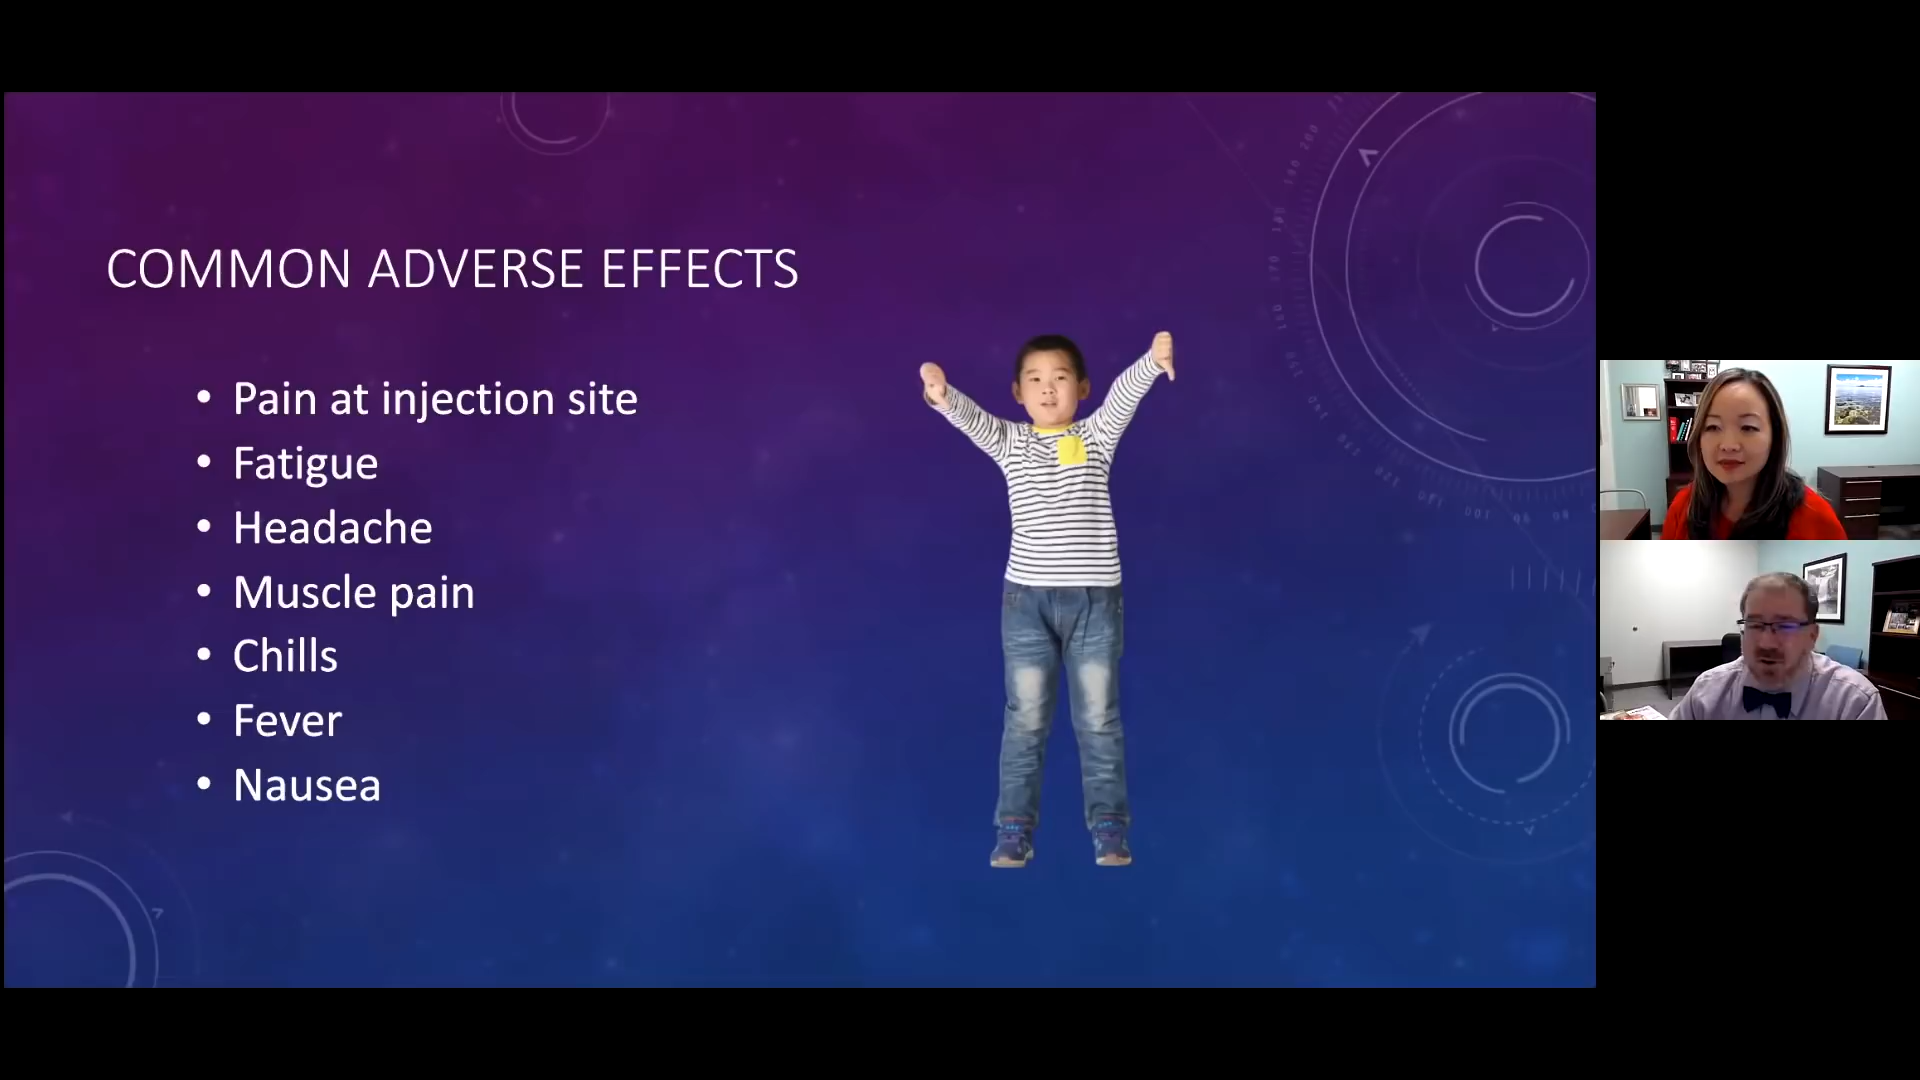 COMMON ADVERSE EFFECTS
• Pain at injection site
• Fatigue
• Headache
• Muscle pain
• Chills
• Fever
• Nausea